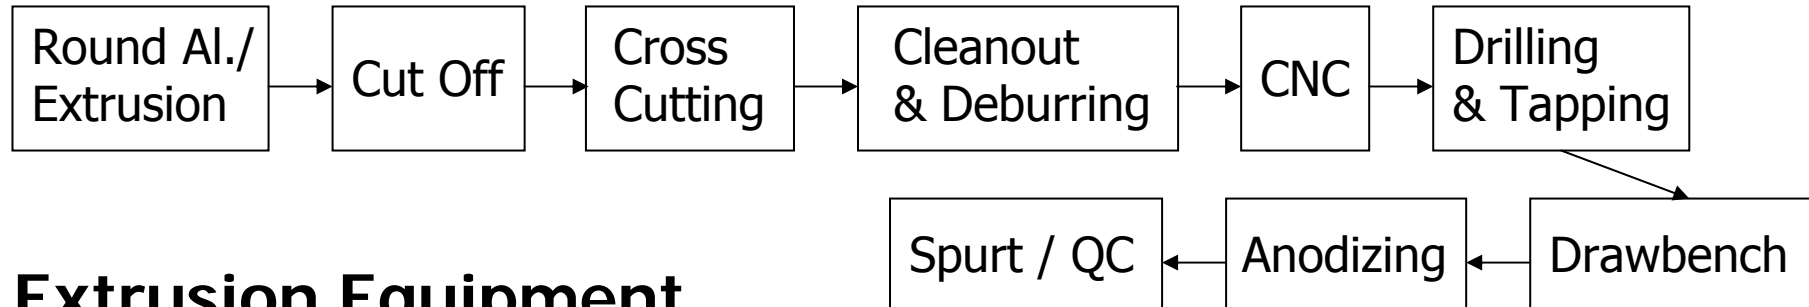 Round Al./
Extrusion
Cut Off
Cross
Cutting
Cleanout
& Deburring
CNC
Drilling
& Tapping
Drawbench
Anodizing
Spurt / QC
Extrusion Equipment